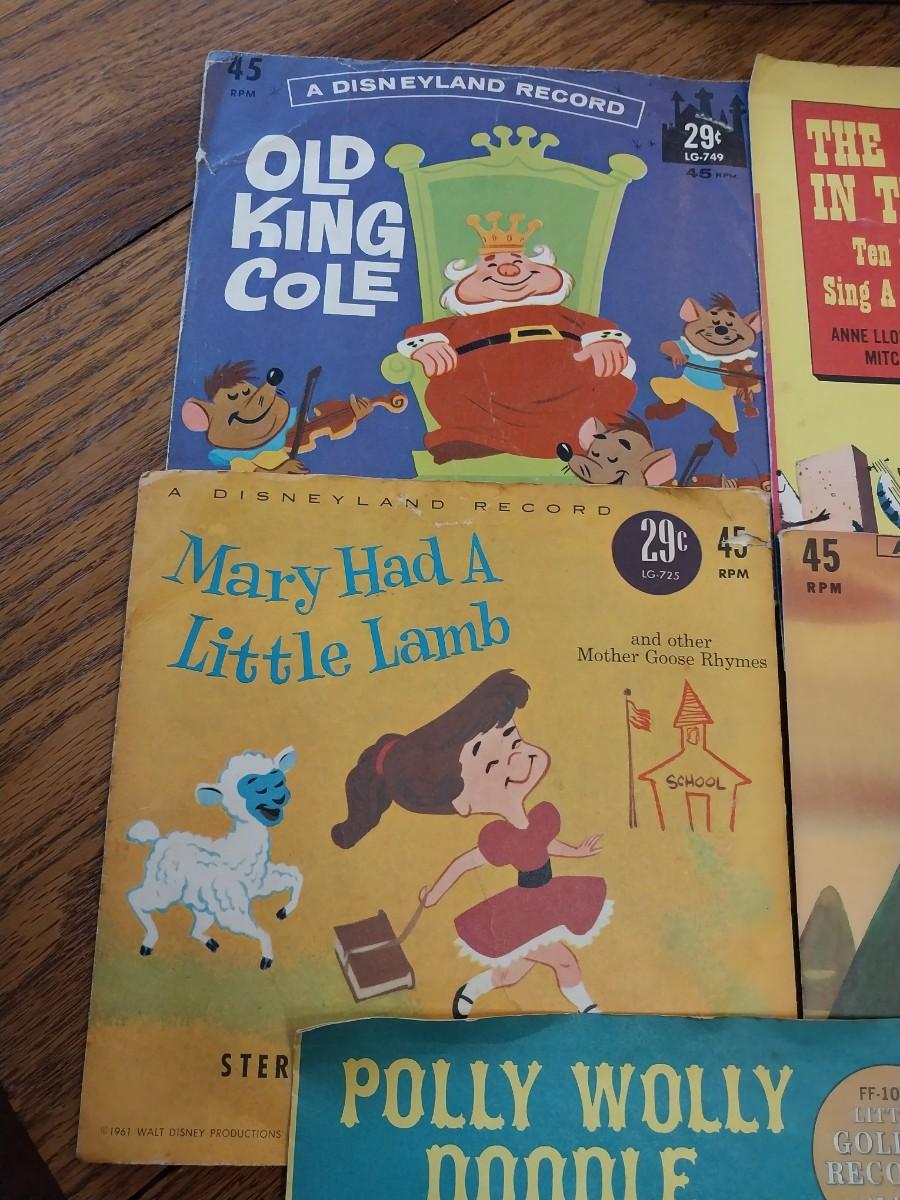 45
RPM
A DISNEYLAND RECORD
29¢
LG-749
45 RPM
OLD
KING
COLE
THE
IN T
Ten
Sing A
ANNE LLO
MITC
A DISNEYLAND RECORD
29¢
LG-725
45
RPM
Mary Had A
Little Lamb
and other
Mother Goose Rhymes
SCHOOL
STER
©1961 WALT DISNEY PRODUCTIONS
45
RPM
POLLY WOLLY
DOODLE
FF-10
LITT
GOL
RECO